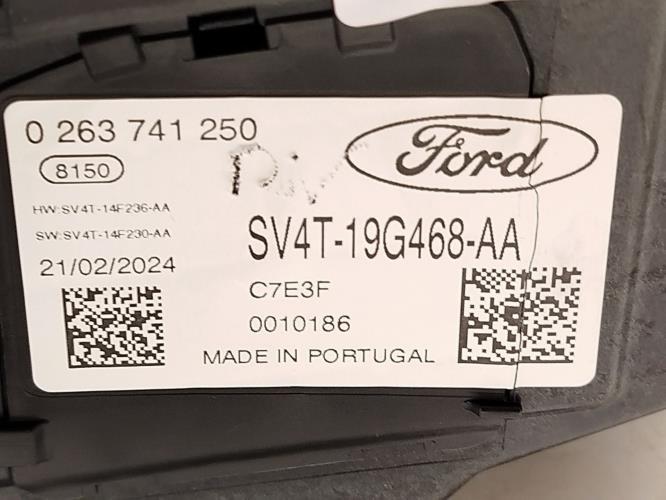 0 263 741 250
Ford
8150
HW:SV4T-14F236-AA
SW:SV4T-14F230-AA
SV4T-19G468-AA
21/02/2024
C7E3F
0010186
MADE IN PORTUGAL